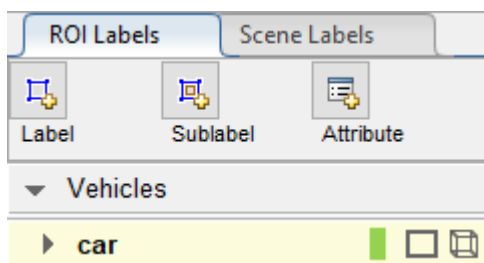 ROI Labels Scene Labels
Label Sublabel Attribute
Vehicles
car